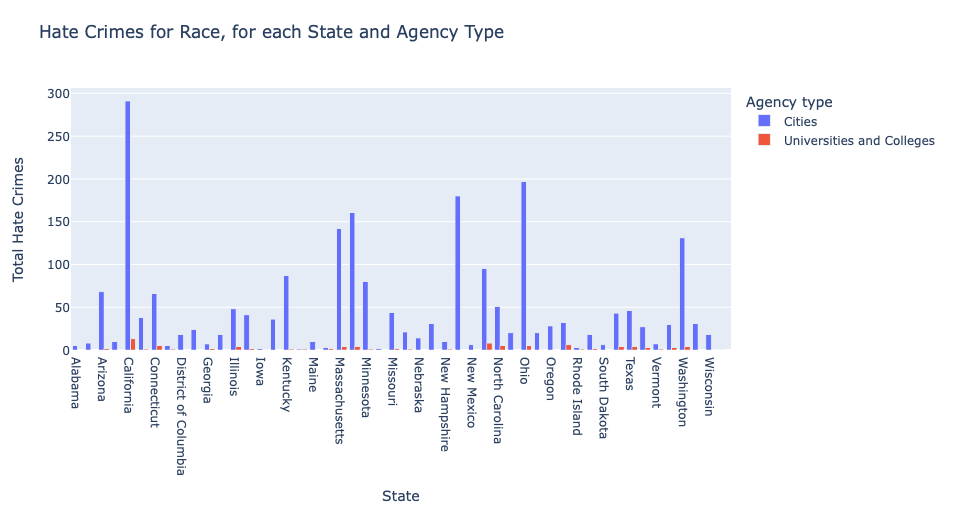 Hate Crimes for Race, for each State and Agency Type
Agency type
Cities
Universities and Colleges
Total Hate Crimes
300
250
200
150
100
50
0
Alabama
Arizona
California
Connecticut
District of Columbia
Georgia
Illinois
Iowa
Kentucky
Maine
Massachusetts
Minnesota
Missouri
Nebraska
New Hampshire
New Mexico
North Carolina
Ohio
Oregon
Rhode Island
South Dakota
Texas
Vermont
Washington
Wisconsin
State